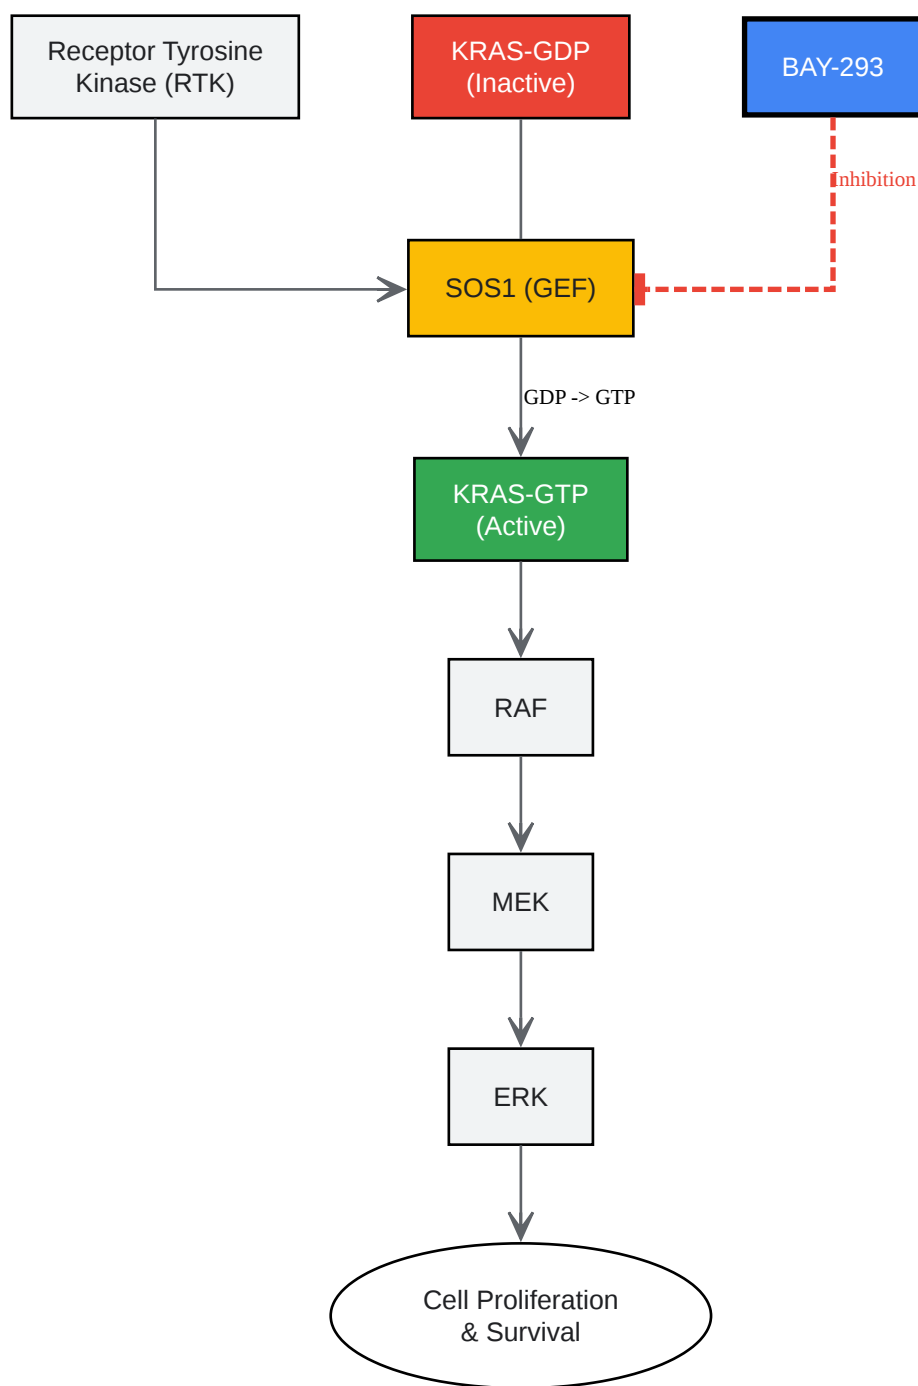 Receptor Tyrosine
Kinase (RTK)
KRAS-GDP
(Inactive)
BAY-293
Inhibition
SOS1 (GEF)
GDP -> GTP
KRAS-GTP
(Active)
RAF
MEK
ERK
Cell Proliferation
& Survival